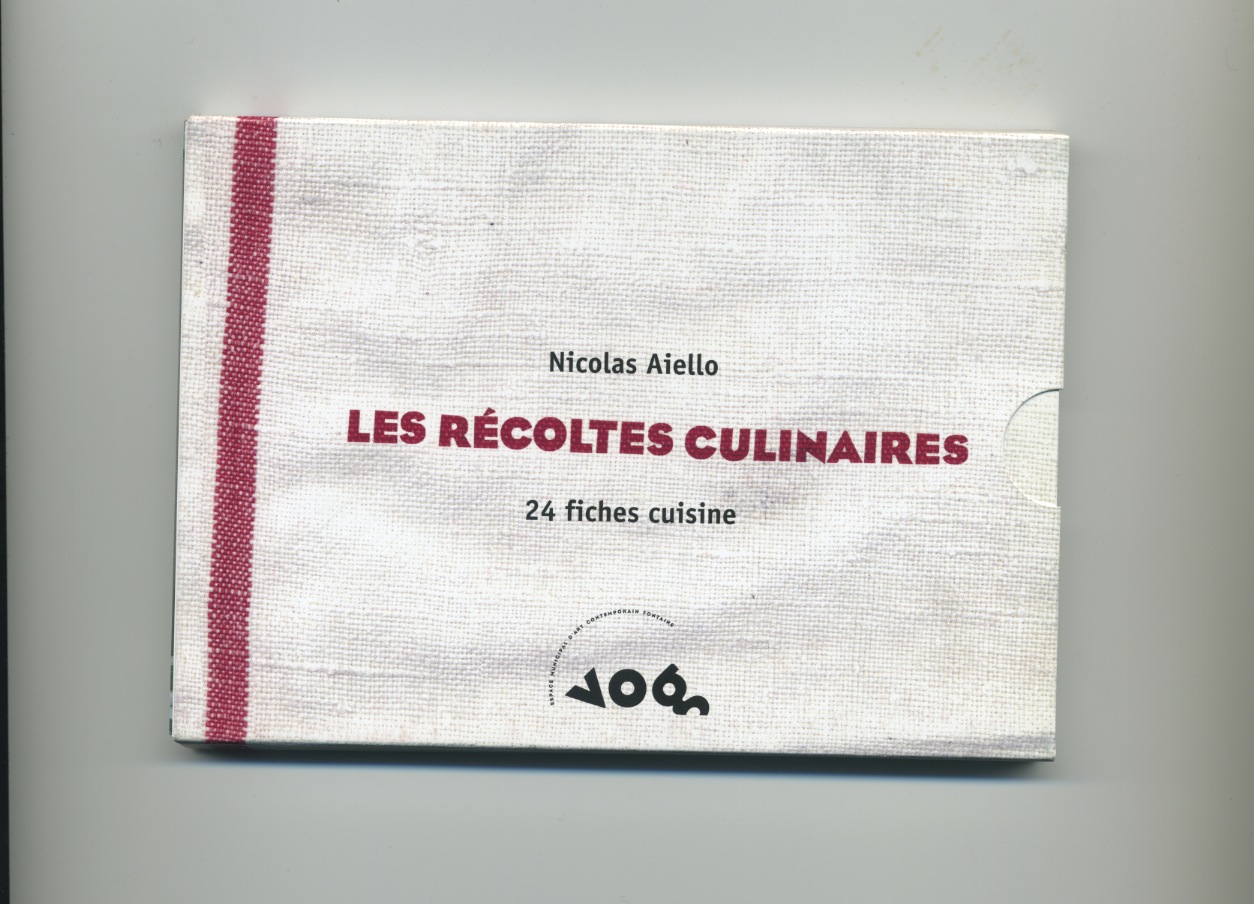 Nicolas Aiello
LES RÉCOLTES CULINAIRES
24 fiches cuisine
ESPACE MUNICIPAL D'ART CONTEMPORAIN FONTAINE
VOG